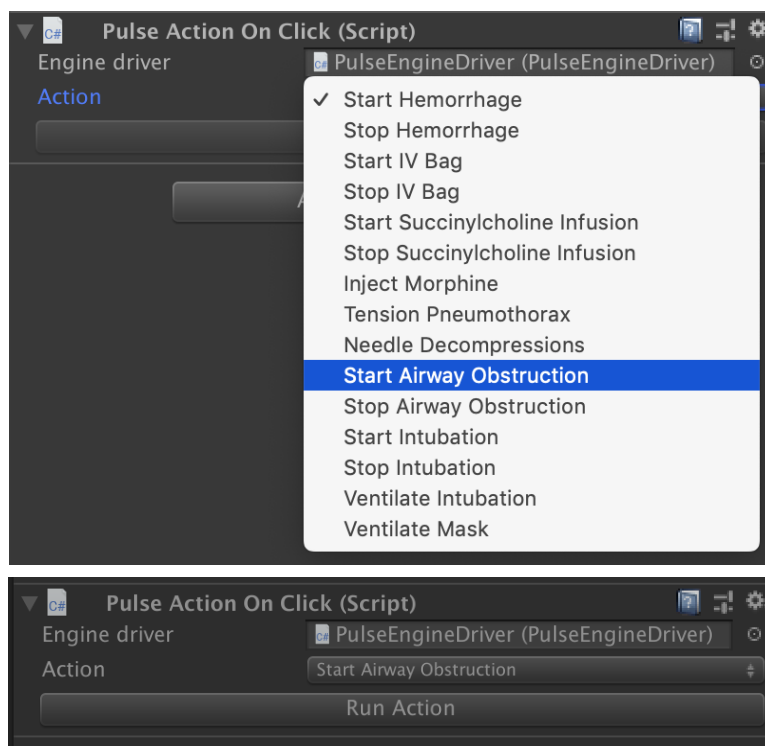 C# Pulse Action On Click (Script)
Engine driver C# PulseEngineDriver (PulseEngineDriver)
Action
✓ Start Hemorrhage
Stop Hemorrhage
Start IV Bag
Stop IV Bag
Start Succinylcholine Infusion
Stop Succinylcholine Infusion
Inject Morphine
Tension Pneumothorax
Needle Decompressions
Start Airway Obstruction
Stop Airway Obstruction
Start Intubation
Stop Intubation
Ventilate Intubation
Ventilate Mask
C# Pulse Action On Click (Script)
Engine driver C# PulseEngineDriver (PulseEngineDriver)
Action Start Airway Obstruction
Run Action